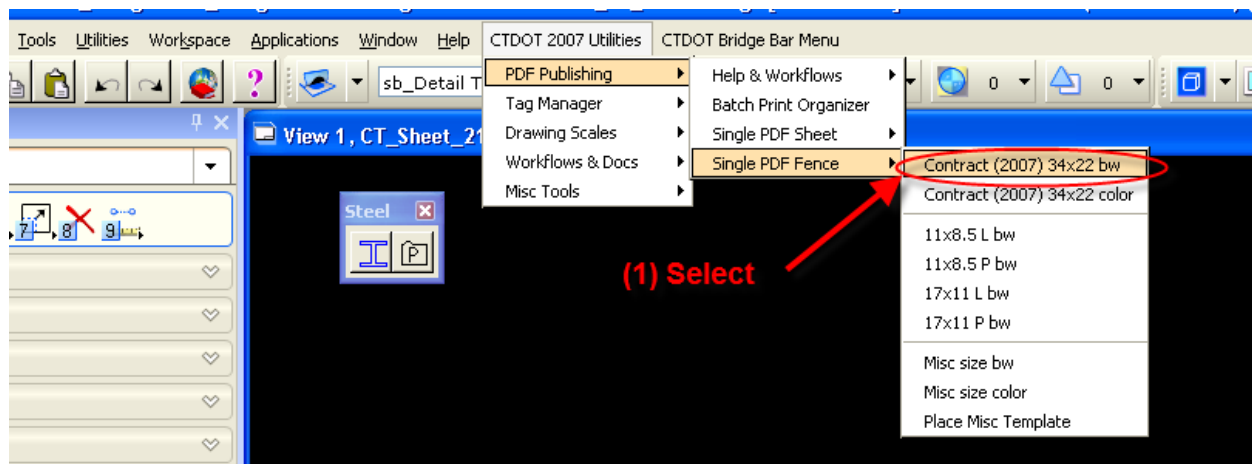 Tools Utilities Workspace Applications Window Help CTDOT 2007 Utilities CTDOT Bridge Bar Menu
? sb_Detail T 0 0
PDF Publishing
Tag Manager
Drawing Scales
Workflows & Docs
Misc Tools
Help & Workflows
Batch Print Organizer
Single PDF Sheet
Single PDF Fence
Contract (2007) 34x22 bw
Contract (2007) 34x22 color
11x8.5 L bw
11x8.5 P bw
17x11 L bw
17x11 P bw
Misc size bw
Misc size color
Place Misc Template
View 1, CT_Sheet_21
7 8 9
Steel
P
(1) Select